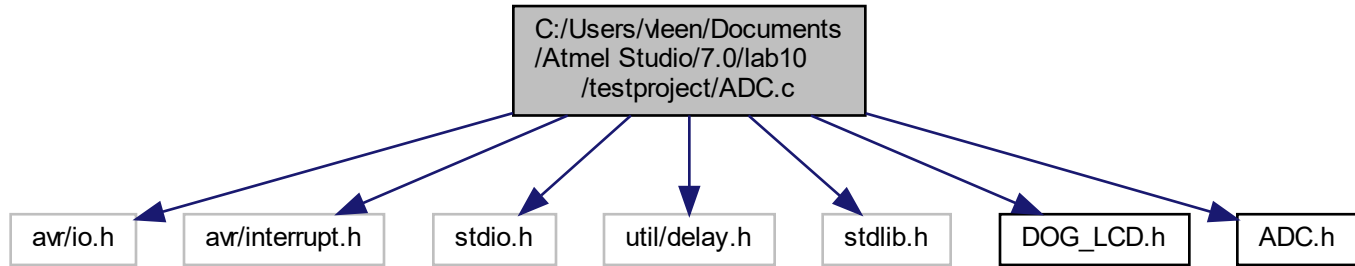 C:/Users/vleen/Documents
/Atmel Studio/7.0/lab10
/testproject/ADC.c
avr/io.h
avr/interrupt.h
stdio.h
util/delay.h
stdlib.h
DOG_LCD.h
ADC.h